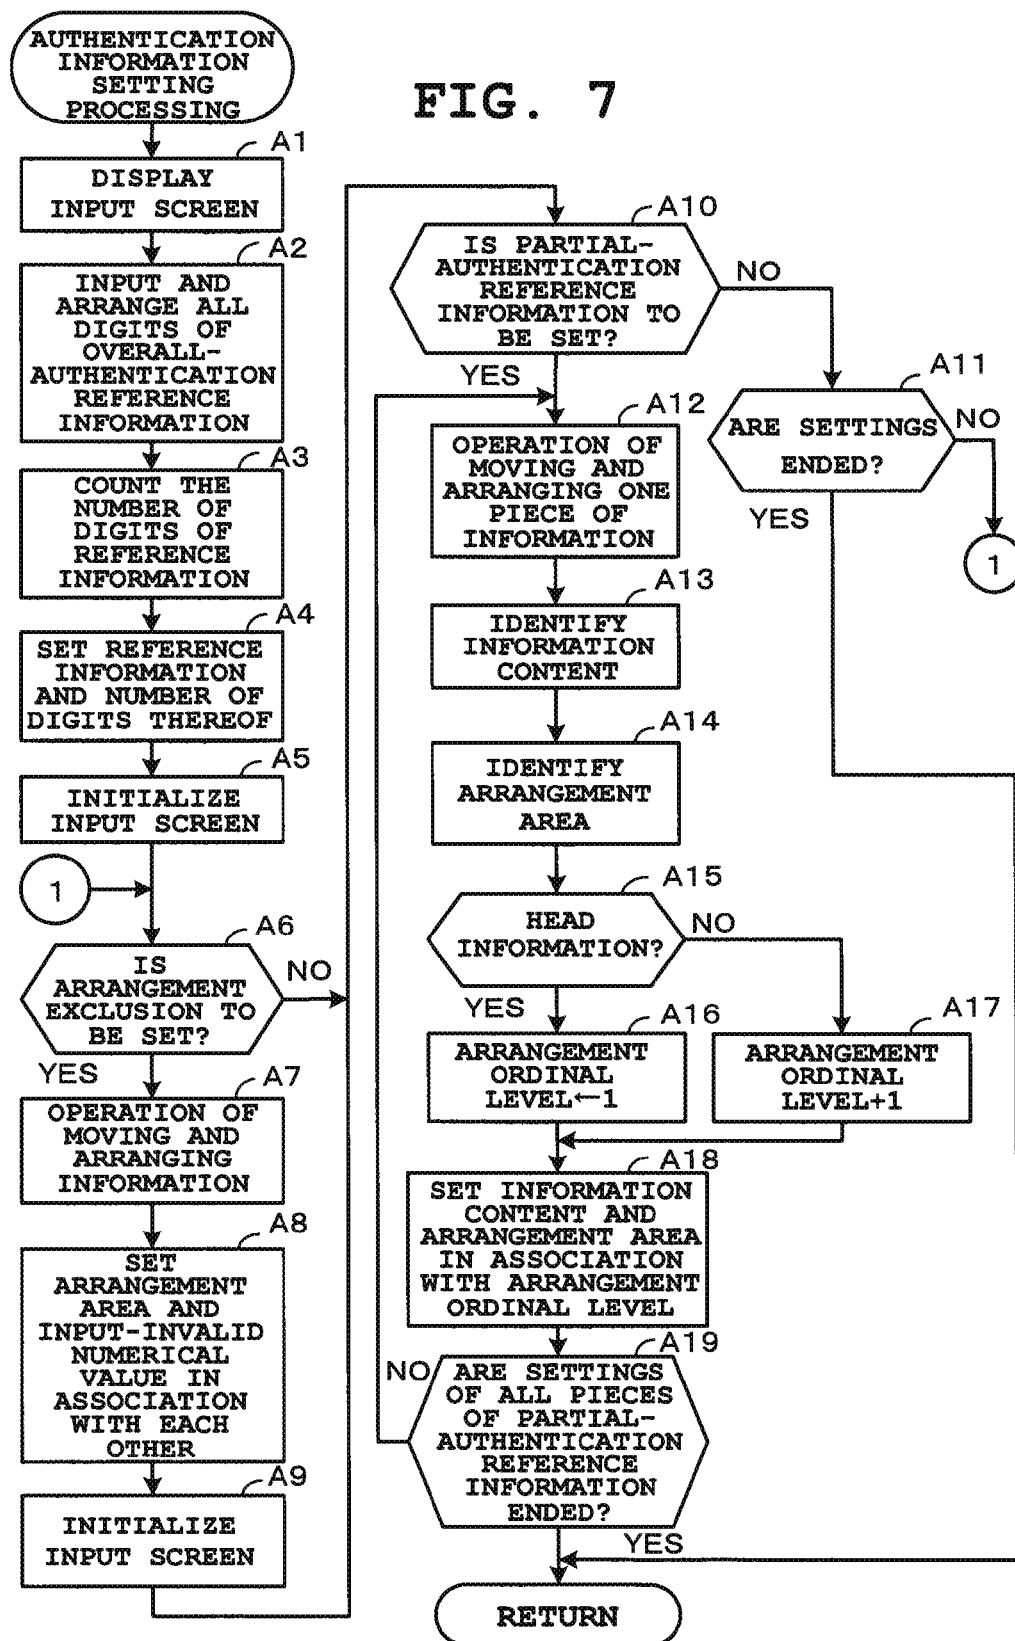 AUTHENTICATION
INFORMATION
SETTING
PROCESSING
FIG. 7
A1
DISPLAY
INPUT SCREEN
A2
INPUT AND
ARRANGE ALL
DIGITS OF
OVERALL-
AUTHENTICATION
REFERENCE
INFORMATION
A3
COUNT THE
NUMBER OF
DIGITS OF
REFERENCE
INFORMATION
A4
SET REFERENCE
INFORMATION
AND NUMBER OF
DIGITS THEREOF
A5
INITIALIZE
INPUT SCREEN
1
A6
IS
ARRANGEMENT
EXCLUSION TO
BE SET?
NO
YES
A7
OPERATION OF
MOVING AND
ARRANGING
INFORMATION
A8
SET
ARRANGEMENT
AREA AND
INPUT-INVALID
NUMERICAL
VALUE IN
ASSOCIATION
WITH EACH
OTHER
A9
INITIALIZE
INPUT SCREEN
A10
IS PARTIAL-
AUTHENTICATION
REFERENCE
INFORMATION TO
BE SET?
NO
YES
A11
ARE SETTINGS
ENDED?
NO
YES
1
A12
OPERATION OF
MOVING AND
ARRANGING ONE
PIECE OF
INFORMATION
A13
IDENTIFY
INFORMATION
CONTENT
A14
IDENTIFY
ARRANGEMENT
AREA
A15
HEAD
INFORMATION?
NO
YES
A16
ARRANGEMENT
ORDINAL
LEVEL←1
A17
ARRANGEMENT
ORDINAL
LEVEL+1
A18
SET INFORMATION
CONTENT AND
ARRANGEMENT AREA
IN ASSOCIATION
WITH ARRANGEMENT
ORDINAL LEVEL
A19
NO
ARE SETTINGS
OF ALL PIECES
OF PARTIAL-
AUTHENTICATION
REFERENCE
INFORMATION
ENDED?
YES
RETURN